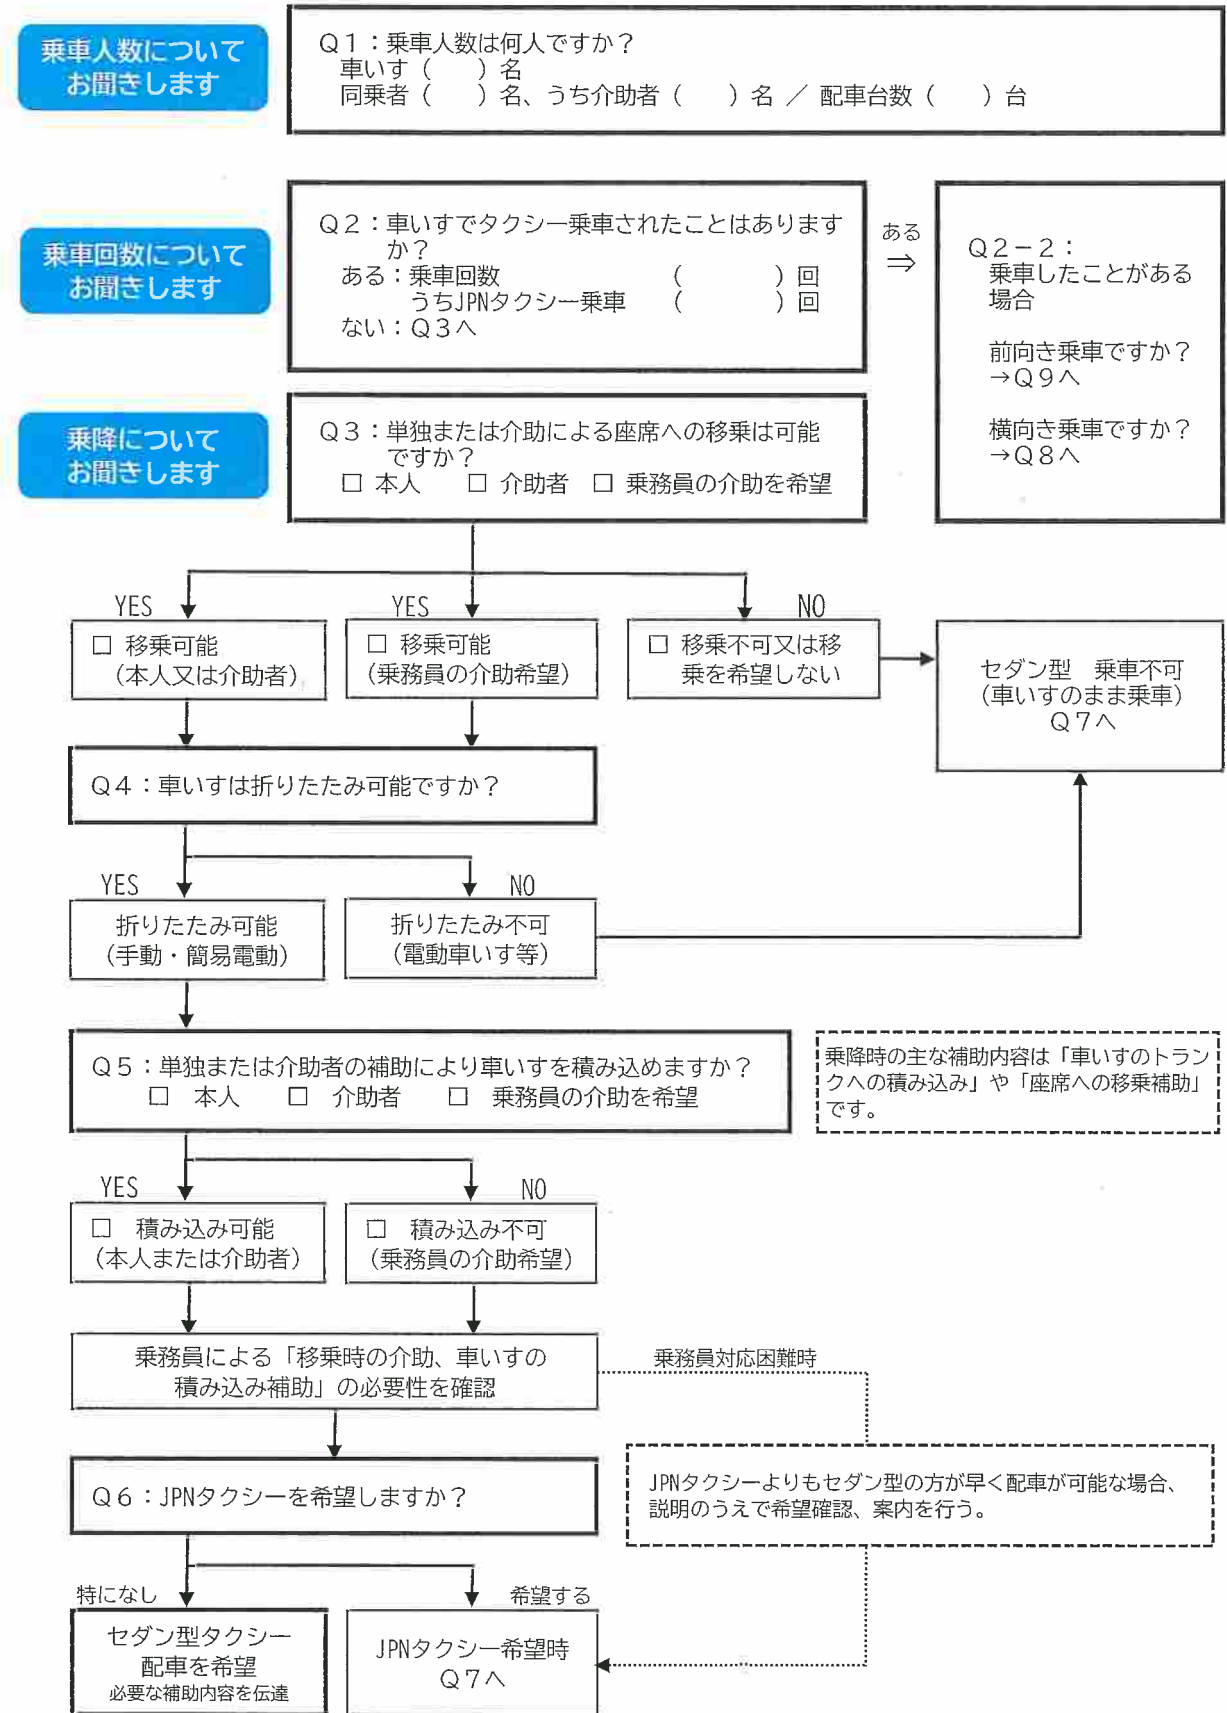 乗車人数について
お聞きします
Q1：乗車人数は何人ですか？
車いす（　　）名
同乗者（　　）名、うち介助者（　　）名 ／ 配車台数（　　）台
乗車回数について
お聞きします
Q2：車いすでタクシー乗車されたことはあります
か？
ある：乗車回数　　　　　　　（　　　　）回
うちJPNタクシー乗車　　（　　　　）回
ない：Q3へ
ある
⇒
Q2－2：
乗車したことがある
場合
前向き乗車ですか？
→Q9へ
横向き乗車ですか？
→Q8へ
乗降について
お聞きします
Q3：単独または介助による座席への移乗は可能
ですか？
□ 本人　□ 介助者　□ 乗務員の介助を希望
YES
YES
NO
□ 移乗可能
（本人又は介助者）
□ 移乗可能
（乗務員の介助希望）
□ 移乗不可又は移
乗を希望しない
セダン型　乗車不可
（車いすのまま乗車）
Q7へ
Q4：車いすは折りたたみ可能ですか？
YES
NO
折りたたみ可能
（手動・簡易電動）
折りたたみ不可
（電動車いす等）
Q5：単独または介助者の補助により車いすを積み込めますか？
□　本人　　□　介助者　　□　乗務員の介助を希望
乗降時の主な補助内容は「車いすのトラン
クへの積み込み」や「座席への移乗補助」
です。
YES
NO
□　積み込み可能
（本人または介助者）
□　積み込み不可
（乗務員の介助希望）
乗務員による「移乗時の介助、車いすの
積み込み補助」の必要性を確認
乗務員対応困難時
Q6：JPNタクシーを希望しますか？
JPNタクシーよりもセダン型の方が早く配車が可能な場合、
説明のうえで希望確認、案内を行う。
特になし
希望する
セダン型タクシー
配車を希望
必要な補助内容を伝達
JPNタクシー希望時
Q7へ